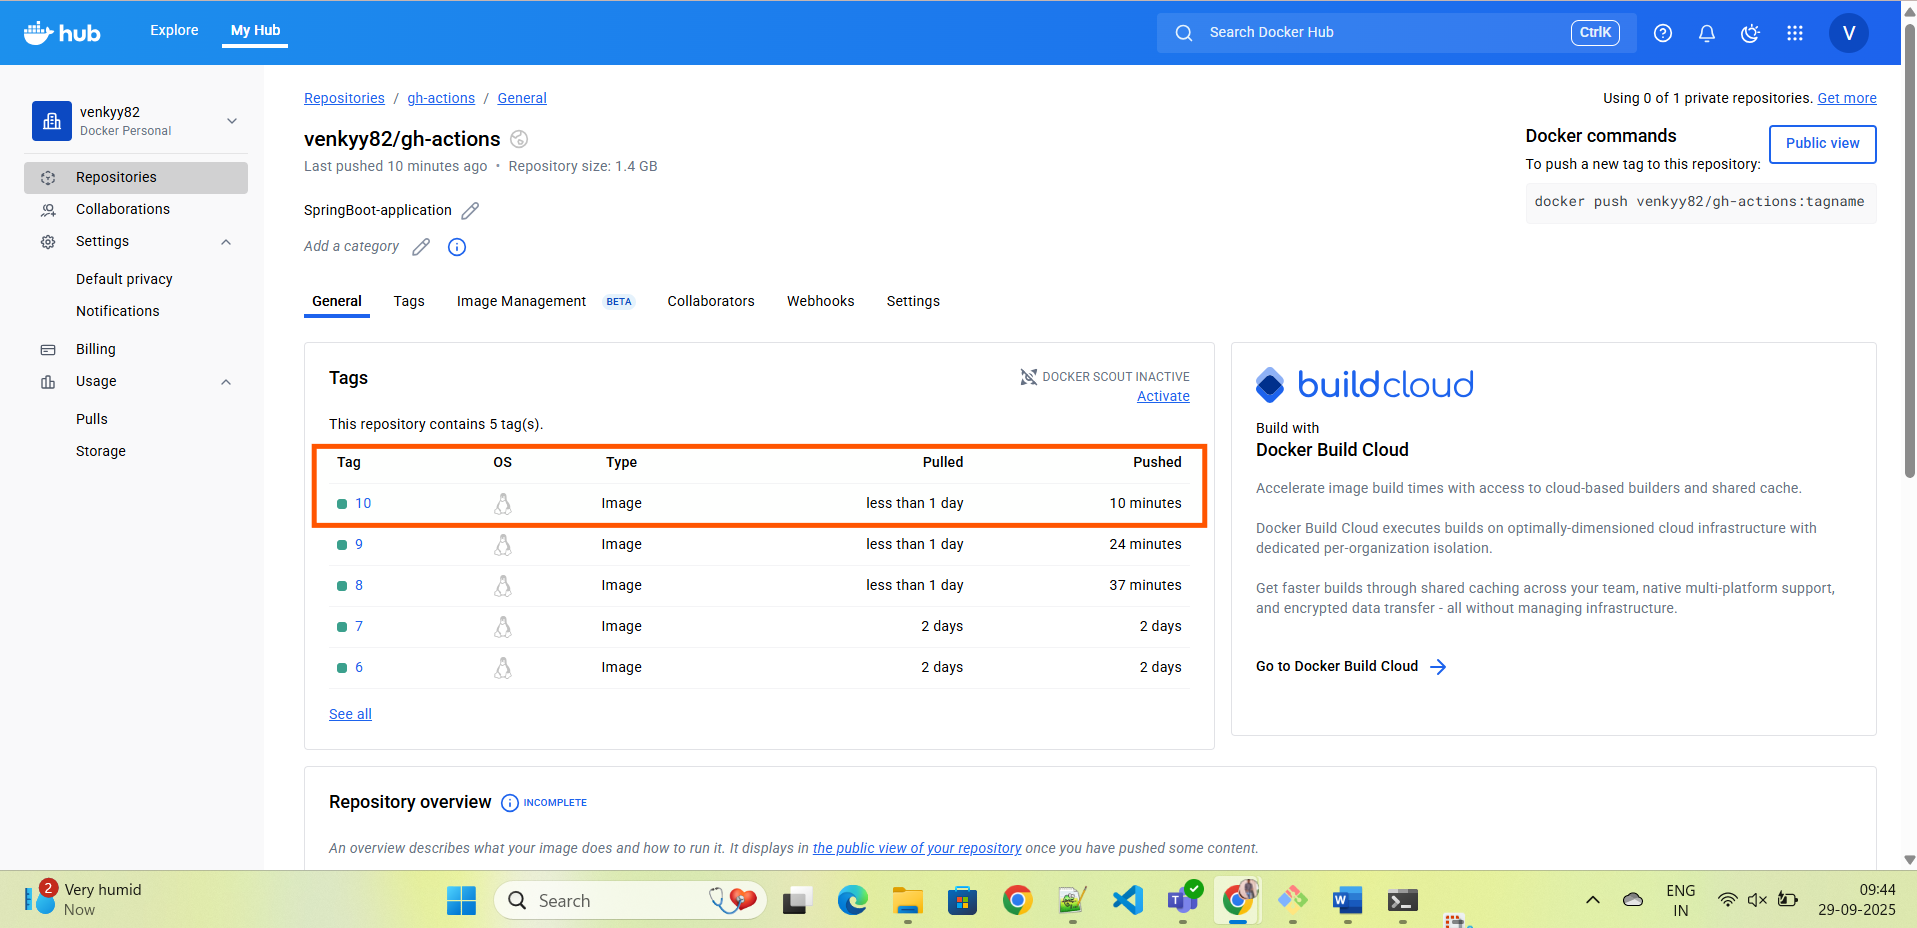 hub
Explore
My Hub
Search Docker Hub
CtrlK
V
venkyy82
Docker Personal
Repositories
Collaborations
Settings
Default privacy
Notifications
Billing
Usage
Pulls
Storage
Repositories / gh-actions / General
Using 0 of 1 private repositories. Get more
venkyy82/gh-actions
Last pushed 10 minutes ago • Repository size: 1.4 GB
SpringBoot-application
Add a category
Docker commands
Public view
To push a new tag to this repository:
docker push venkyy82/gh-actions:tagname
General Tags Image Management BETA Collaborators Webhooks Settings
Tags
DOCKER SCOUT INACTIVE
Activate
This repository contains 5 tag(s).
Tag OS Type Pulled Pushed
10 Image less than 1 day 10 minutes
9 Image less than 1 day 24 minutes
8 Image less than 1 day 37 minutes
7 Image 2 days 2 days
6 Image 2 days 2 days
See all
buildcloud
Build with
Docker Build Cloud
Accelerate image build times with access to cloud-based builders and shared cache.
Docker Build Cloud executes builds on optimally-dimensioned cloud infrastructure with
dedicated per-organization isolation.
Get faster builds through shared caching across your team, native multi-platform support,
and encrypted data transfer - all without managing infrastructure.
Go to Docker Build Cloud
Repository overview INCOMPLETE
An overview describes what your image does and how to run it. It displays in the public view of your repository once you have pushed some content.
2
Very humid
Now
Search
T
W
ENG
IN
09:44
29-09-2025